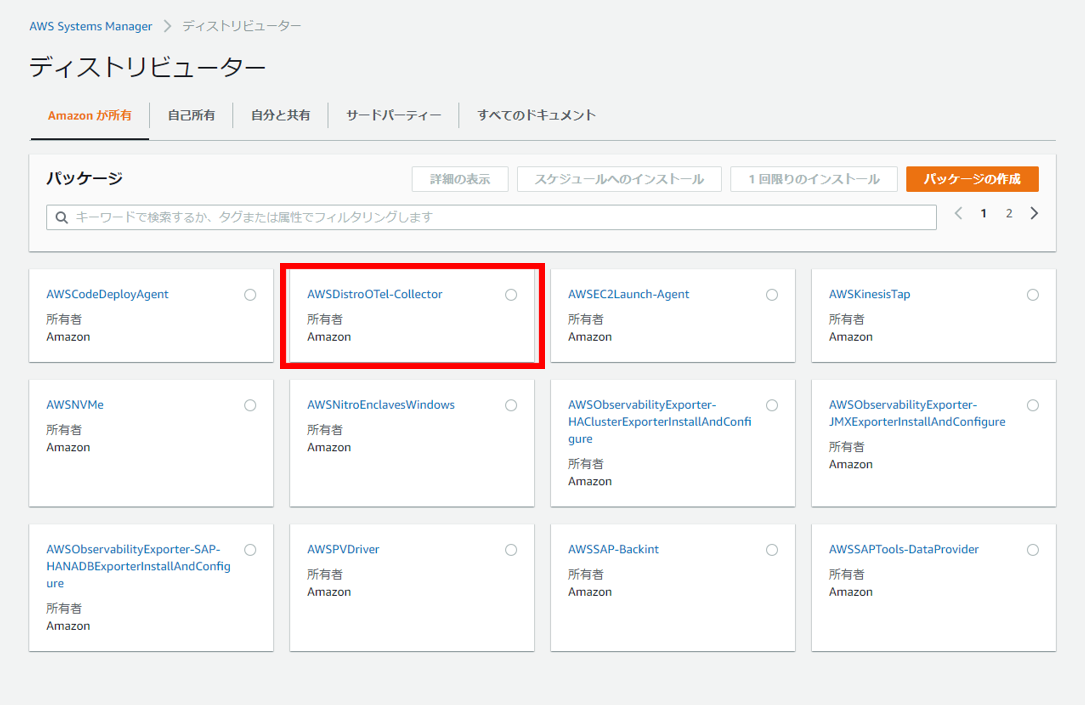 AWS Systems Manager > ディストリビューター
ディストリビューター
Amazon が所有 自己所有 自分と共有 サードパーティー すべてのドキュメント
パッケージ 詳細の表示 スケジュールへのインストール 1 回限りのインストール パッケージの作成
キーワードで検索するか、タグまたは属性でフィルタリングします < 1 2 >
AWSCodeDeployAgent
所有者
Amazon
AWSDistroOTel-Collector
所有者
Amazon
AWSEC2Launch-Agent
所有者
Amazon
AWSKinesisTap
所有者
Amazon
AWSNVMe
所有者
Amazon
AWSNitroEnclavesWindows
所有者
Amazon
AWSObservabilityExporter-
HAClusterExporterInstallAndConfi
gure
所有者
Amazon
AWSObservabilityExporter-
JMXExporterInstallAndConfigure
所有者
Amazon
AWSObservabilityExporter-SAP-
HANADBExporterInstallAndConfig
ure
所有者
Amazon
AWSPVDriver
所有者
Amazon
AWSSAP-Backint
所有者
Amazon
AWSSAPTools-DataProvider
所有者
Amazon